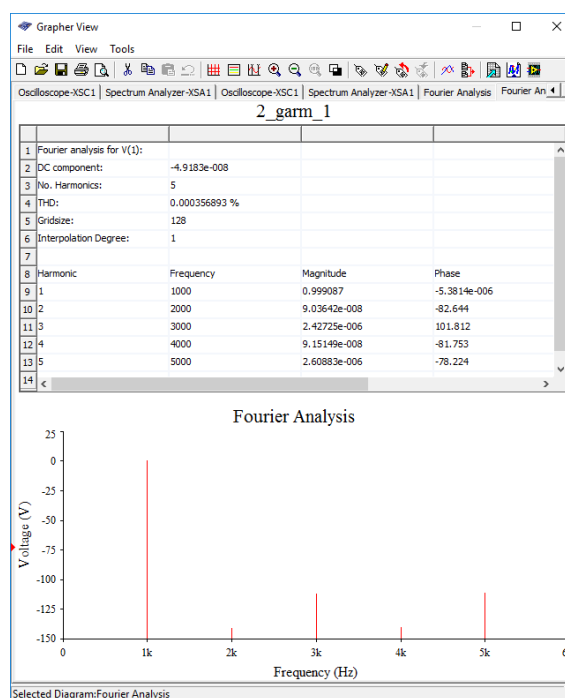 Grapher View
File Edit View Tools
Oscilloscope-XSC1 Spectrum Analyzer-XSA1 Oscilloscope-XSC1 Spectrum Analyzer-XSA1 Fourier Analysis Fourier An
2_garm_1
1 Fourier analysis for V(1):
2 DC component: -4.9183e-008
3 No. Harmonics: 5
4 THD: 0.000356893 %
5 Gridsize: 128
6 Interpolation Degree: 1
7
8 Harmonic Frequency Magnitude Phase
9 1 1000 0.999087 -5.3814e-006
10 2 2000 9.03642e-008 -82.644
11 3 3000 2.42725e-006 101.812
12 4 4000 9.15149e-008 -81.753
13 5 5000 2.60883e-006 -78.224
14
Fourier Analysis
25
0
-25
-50
-75
-100
-125
-150
Voltage (V)
0 1k 2k 3k 4k 5k 6
Frequency (Hz)
Selected Diagram:Fourier Analysis